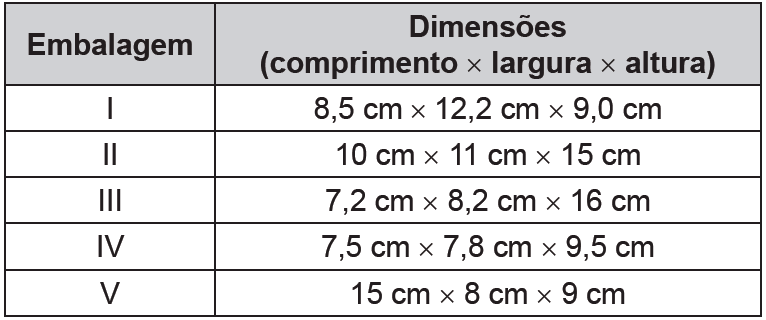 Embalagem
Dimensões
(comprimento × largura × altura)
I
8,5 cm × 12,2 cm × 9,0 cm
II
10 cm × 11 cm × 15 cm
III
7,2 cm × 8,2 cm × 16 cm
IV
7,5 cm × 7,8 cm × 9,5 cm
V
15 cm × 8 cm × 9 cm